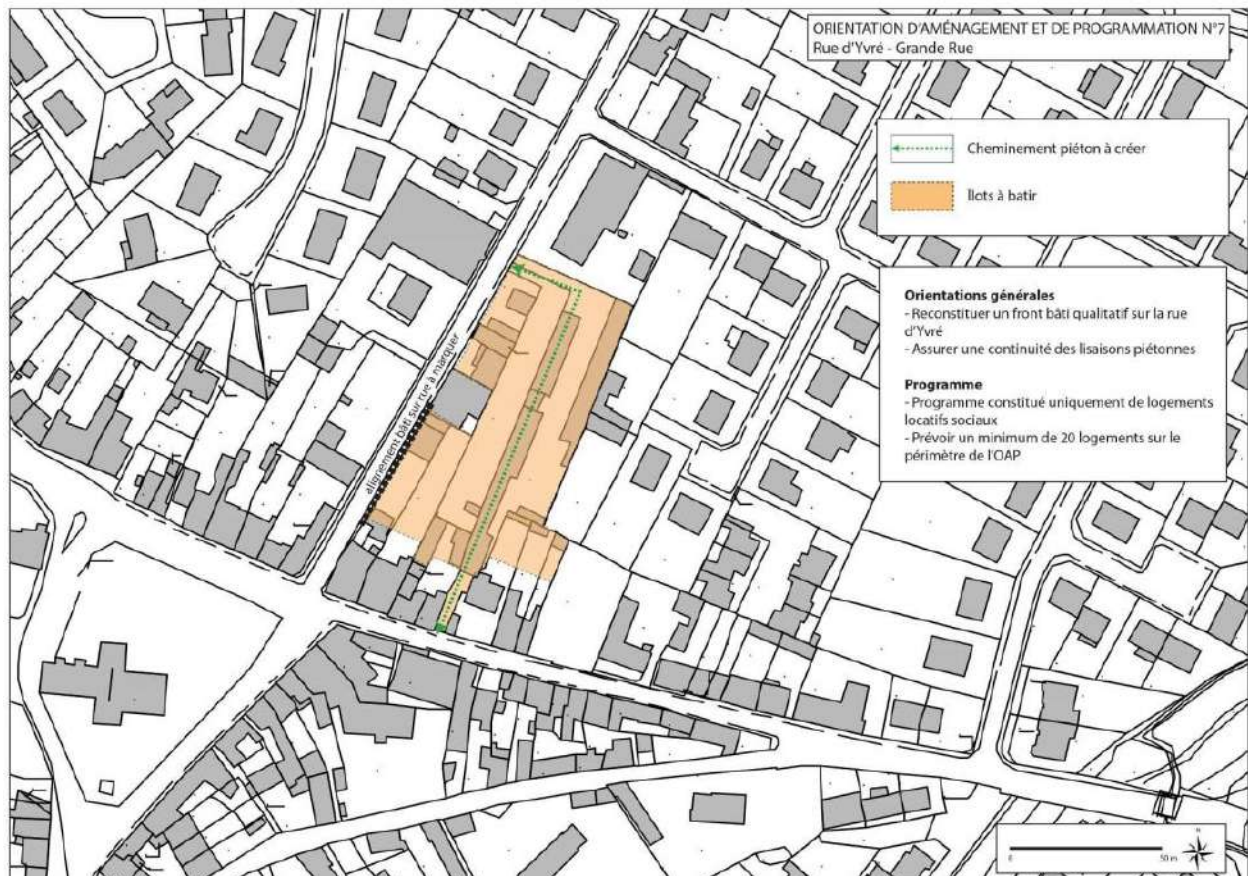 ORIENTATION D'AMÉNAGEMENT ET DE PROGRAMMATION N°7
Rue d'Yvré - Grande Rue
Cheminement piéton à créer
Ilots à batir
Orientations générales
- Reconstituer un front bâti qualitatif sur la rue
d'Yvré
- Assurer une continuité des liaisons piétonnes
Programme
- Programme constitué uniquement de logements
locatifs sociaux
- Prévoir un minimum de 20 logements sur le
périmètre de l'OAP
alignement bâti sur rue à marquer
0 50 m
N